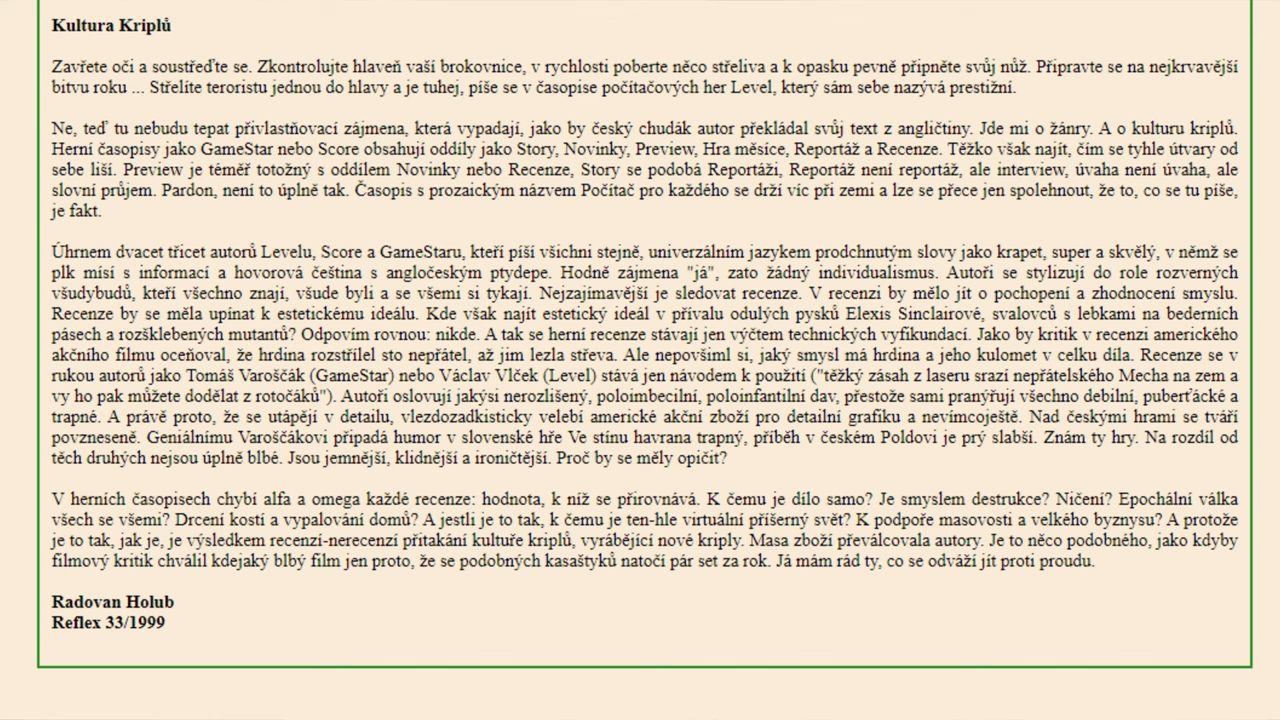 Kultura Kriplů
Zavřete oči a soustřeďte se. Zkontrolujte hlaveň vaší brokovnice, v rychlosti poberte něco střeliva a k opasku pevně připněte svůj nůž. Připravte se na nejkrvavější
bitvu roku ... Střelíte teroristu jednou do hlavy a je tuhej, píše se v časopise počítačových her Level, který sám sebe nazývá prestižní.
Ne, teď tu nebudu tepat přivlastňovací zájmena, která vypadají, jako by český chudák autor překládal svůj text z angličtiny. Jde mi o žánry. A o kulturu kriplů.
Herní časopisy jako GameStar nebo Score obsahují oddíly jako Story, Novinky, Preview, Hra měsíce, Reportáž a Recenze. Těžko však najít, čím se tyhle útvary od
sebe liší. Preview je téměř totožný s oddílem Novinky nebo Recenze, Story se podobá Reportáži, Reportáž není reportáž, ale interview, úvaha není úvaha, ale
slovní průjem. Pardon, není to úplně tak. Časopis s prozaickým názvem Počítač pro každého se drží víc při zemi a lze se přece jen spolehnout, že to, co se tu píše,
je fakt.
Úhrnem dvacet třicet autorů Levelu, Score a GameStaru, kteří píší všichni stejně, univerzálním jazykem prodchnutým slovy jako krapet, super a skvělý, v němž se
plk mísí s informací a hovorová čeština s angločeským ptydepe. Hodně zájmena "já", zato žádný individualismus. Autoři se stylizují do role rozverných
všudybudů, kteří všechno znají, všude byli a se všemi si tykají. Nejzajímavější je sledovat recenze. V recenzi by mělo jít o pochopení a zhodnocení smyslu.
Recenze by se měla upínat k estetickému ideálu. Kde však najít estetický ideál v přívalu odulých pysků Elexis Sinclairové, svalovců s lebkami na bederních
pásech a rozšklebených mutantů? Odpovím rovnou: nikde. A tak se herní recenze stávají jen výčtem technických vyfikundací. Jako by kritik v recenzi amerického
akčního filmu oceňoval, že hrdina rozstřílel sto nepřátel, až jim lezla střeva. Ale nepovšiml si, jaký smysl má hrdina a jeho kulomet v celku díla. Recenze se v
rukou autorů jako Tomáš Varoščák (GameStar) nebo Václav Vlček (Level) stává jen návodem k použití ("těžký zásah z laseru srazí nepřátelského Mecha na zem a
vy ho pak můžete dodělat z rotočáků"). Autoři oslovují jakýsi nerozlišený, poloimbecilní, poloinfantilní dav, přestože sami pranýřují všechno debilní, puberťácké a
trapné. A právě proto, že se utápějí v detailu, vlezdozadkisticky velebí americké akční zboží pro detailní grafiku a nevímcoještě. Nad českými hrami se tváří
povzneseně. Geniálnímu Varoščákovi připadá humor v slovenské hře Ve stínu havrana trapný, příběh v českém Poldovi je prý slabší. Znám ty hry. Na rozdíl od
těch druhých nejsou úplně blbé. Jsou jemnější, klidnější a ironičtější. Proč by se měly opičit?
V herních časopisech chybí alfa a omega každé recenze: hodnota, k níž se přirovnává. K čemu je dílo samo? Je smyslem destrukce? Ničení? Epochální válka
všech se všemi? Drcení kostí a vypalování domů? A jestli je to tak, k čemu je ten-hle virtuální příšerný svět? K podpoře masovosti a velkého byznysu? A protože
je to tak, jak je, je výsledkem recenzí-nerecenzí přitakání kultuře kriplů, vyrábějící nové kriply. Masa zboží převálcovala autory. Je to něco podobného, jako kdyby
filmový kritik chválil kdejaký blbý film jen proto, že se podobných kasaštyků natočí pár set za rok. Já mám rád ty, co se odváží jít proti proudu.
Radovan Holub
Reflex 33/1999